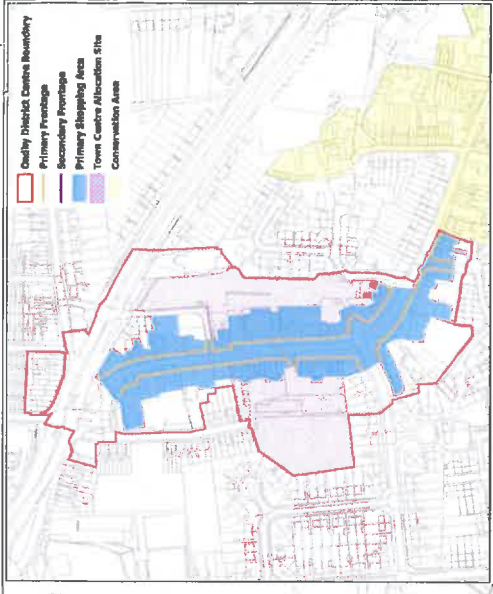 Oadby District Centre Boundary
Primary Frontage
Secondary Frontage
Primary Shopping Area
Town Centre Allocation Site
Conservation Area